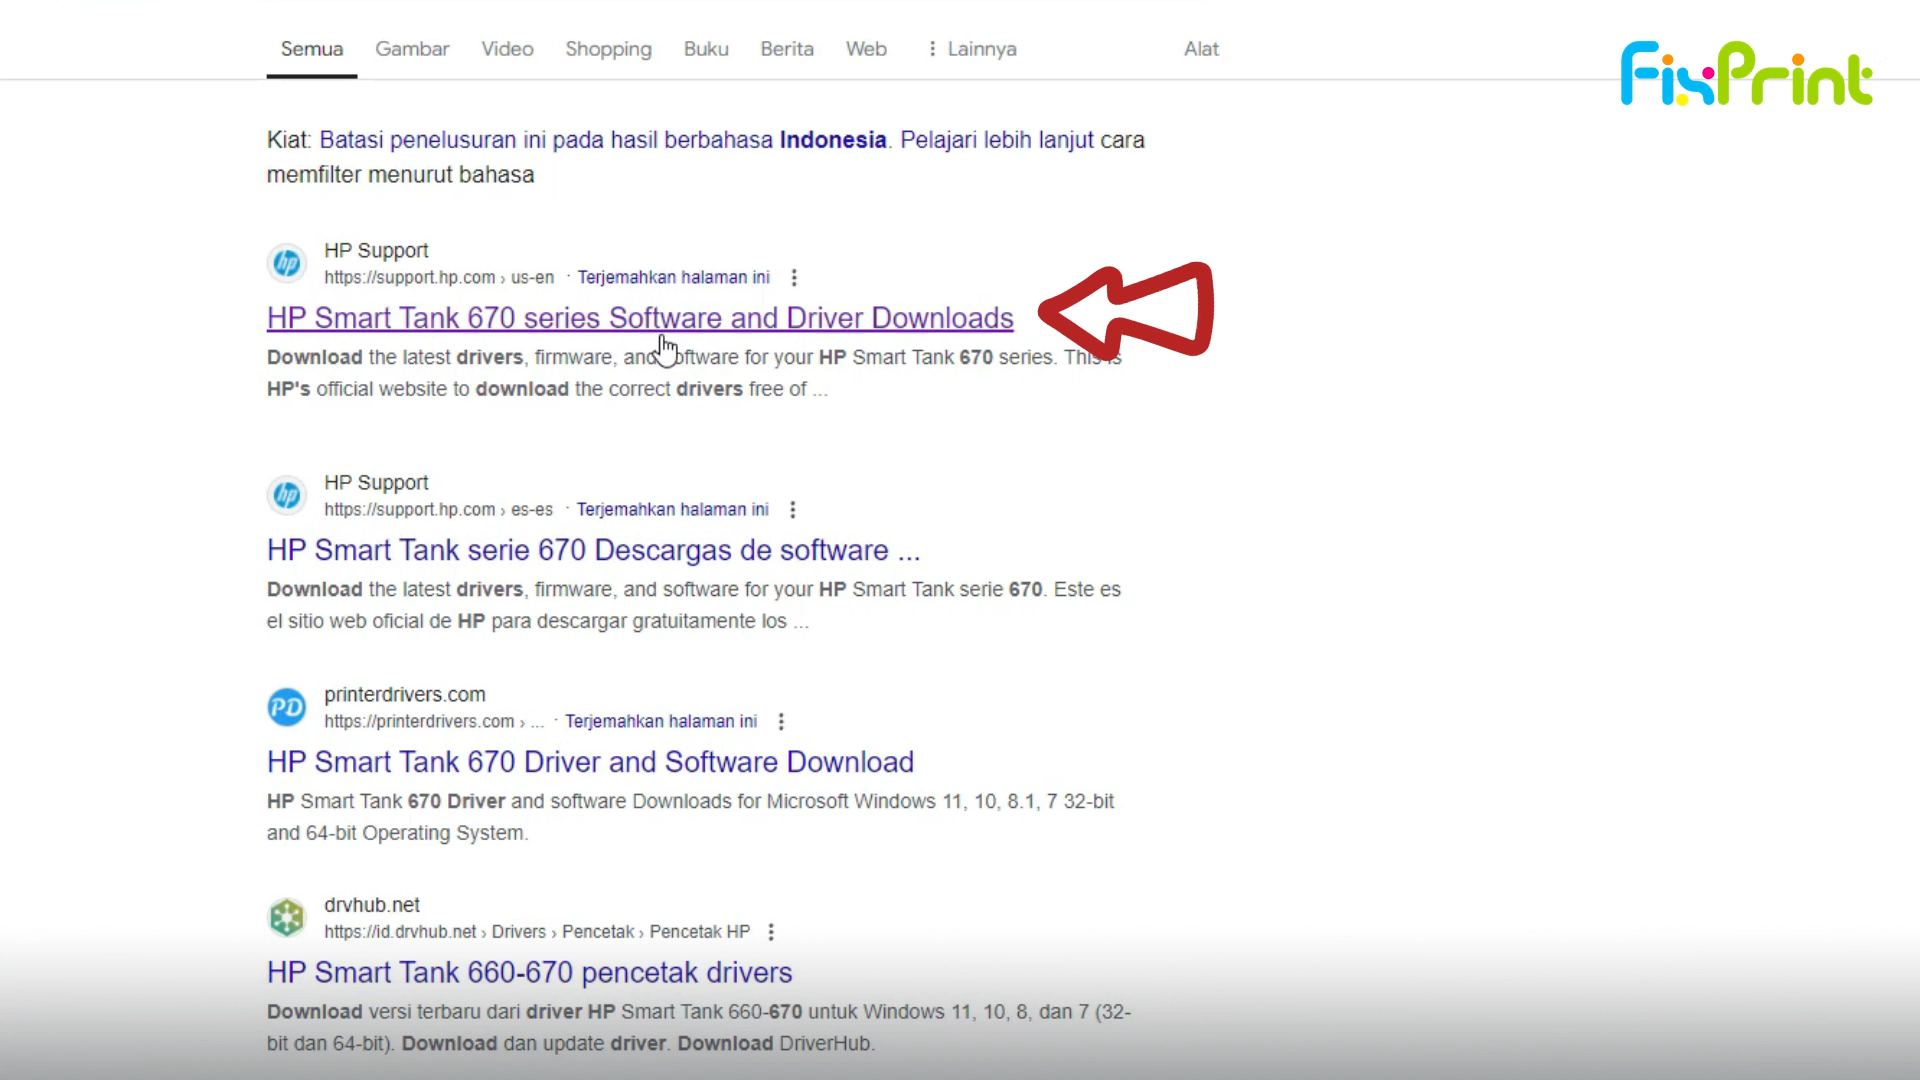 Semua Gambar Video Shopping Buku Berita Web Lainnya Alat
FixPrint
Kiat: Batasi penelusuran ini pada hasil berbahasa Indonesia. Pelajari lebih lanjut cara
memfilter menurut bahasa
HP Support
https://support.hp.com › us-en · Terjemahkan halaman ini
HP Smart Tank 670 series Software and Driver Downloads
Download the latest drivers, firmware, and software for your HP Smart Tank 670 series. This is
HP's official website to download the correct drivers free of ...
HP Support
https://support.hp.com › es-es · Terjemahkan halaman ini
HP Smart Tank serie 670 Descargas de software ...
Download the latest drivers, firmware, and software for your HP Smart Tank serie 670. Este es
el sitio web oficial de HP para descargar gratuitamente los ...
PD
printerdrivers.com
https://printerdrivers.com › ... · Terjemahkan halaman ini
HP Smart Tank 670 Driver and Software Download
HP Smart Tank 670 Driver and software Downloads for Microsoft Windows 11, 10, 8.1, 7 32-bit
and 64-bit Operating System.
drvhub.net
https://id.drvhub.net › Drivers › Pencetak › Pencetak HP
HP Smart Tank 660-670 pencetak drivers
Download versi terbaru dari driver HP Smart Tank 660-670 untuk Windows 11, 10, 8, dan 7 (32-
bit dan 64-bit). Download dan update driver. Download DriverHub.